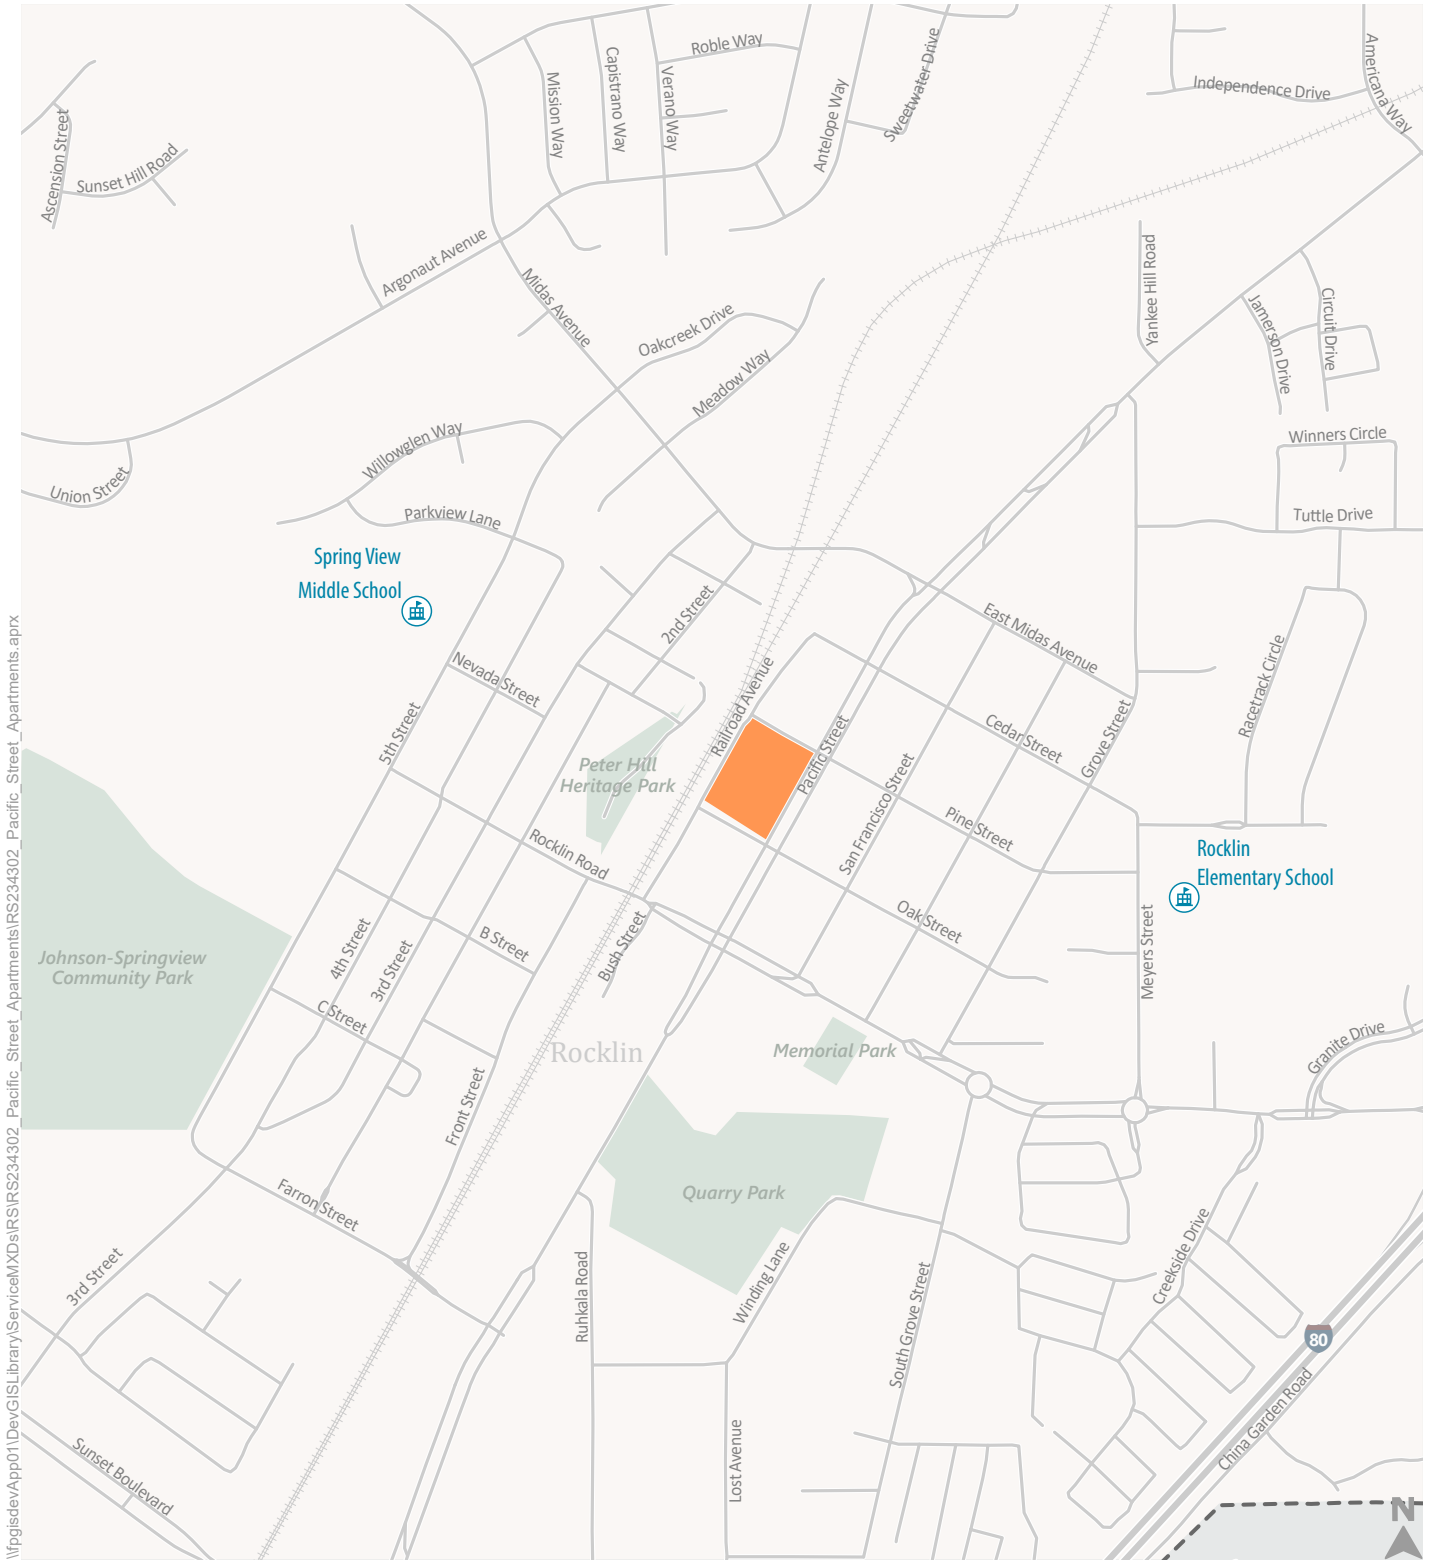 Roble Way
Mission Way
Capistrano Way
Verano Way
Antelope Way
Sweetwater Drive
Independence Drive
Americana Way
Ascension Street
Sunset Hill Road
Argonaut Avenue
Midas Avenue
Oakcreek Drive
Meadow Way
Yankee Hill Road
Jamerson Drive
Circuit Drive
Winners Circle
Tuttle Drive
Union Street
Willowglen Way
Parkview Lane
Spring View
Middle School
2nd Street
Nevada Street
5th Street
Railroad Avenue
Pacific Street
East Midas Avenue
Cedar Street
Grove Street
Racetrack Circle
Peter Hill
Heritage Park
San Francisco Street
Pine Street
Rocklin
Elementary School
Rocklin Road
Oak Street
Meyers Street
Johnson-Springview
Community Park
4th Street
3rd Street
B Street
Bush Street
C Street
Rocklin
Memorial Park
Granite Drive
Front Street
Quarry Park
Farron Street
3rd Street
Ruhkala Road
Winding Lane
South Grove Street
Creekside Drive
80
China Garden Road
Lost Avenue
Sunset Boulevard
N
\\fpgisdevApp01\DevGISLibrary\ServiceMXDs\RS\RS234302_Pacific_Street_Apartments\RS234302_Pacific_Street_Apartments.aprx